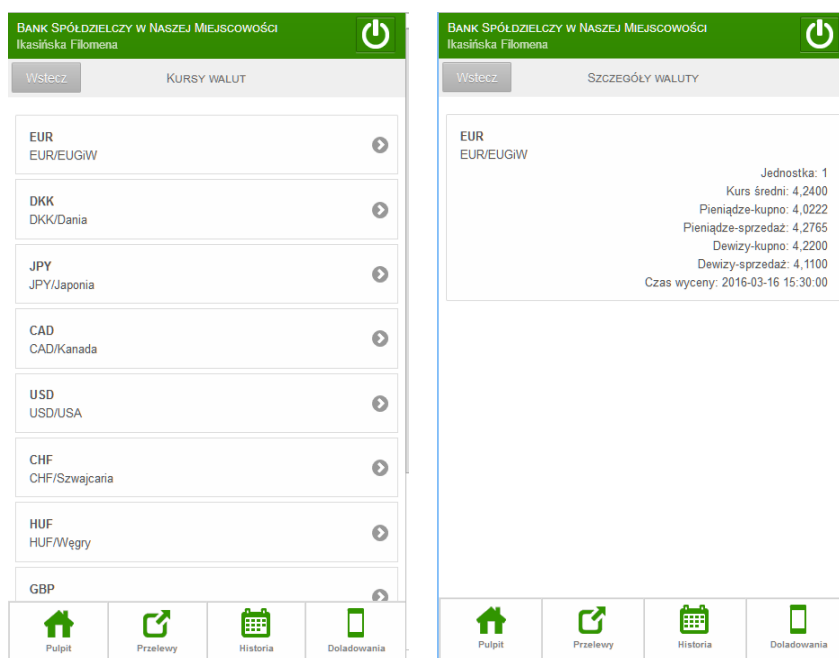 BANK SPÓŁDZIELCZY W NASZEJ MIEJSCOWOŚCI
Ikasińska Filomena
Wstecz
KURSY WALUT
EUR
EUR/EUGiW
DKK
DKK/Dania
JPY
JPY/Japonia
CAD
CAD/Kanada
USD
USD/USA
CHF
CHF/Szwajcaria
HUF
HUF/Węgry
GBP
Pulpit
Przelewy
Historia
Doladowania
BANK SPÓŁDZIELCZY W NASZEJ MIEJSCOWOŚCI
Ikasińska Filomena
Wstecz
SZCZEGÓŁY WALUTY
EUR
EUR/EUGiW
Jednostka: 1
Kurs średni: 4,2400
Pieniądze-kupno: 4,0222
Pieniądze-sprzedaż: 4,2765
Dewizy-kupno: 4,2200
Dewizy-sprzedaż: 4,1100
Czas wyceny: 2016-03-16 15:30:00
Pulpit
Przelewy
Historia
Doladowania